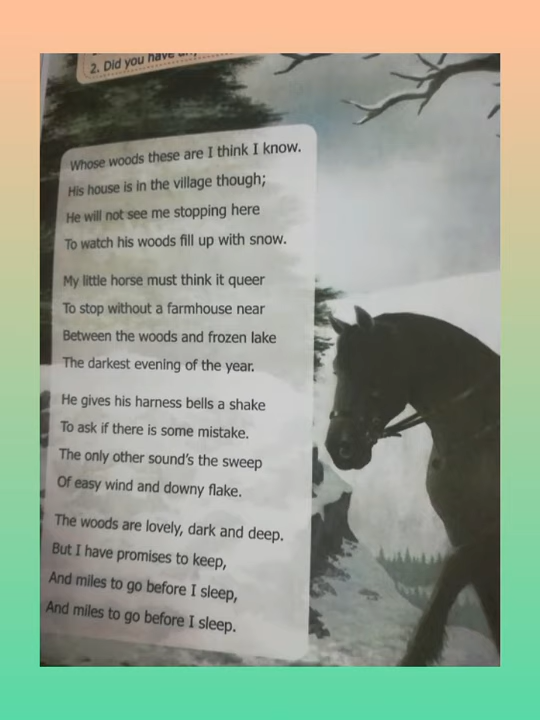 2. Did you have
Whose woods these are I think I know.
His house is in the village though;
He will not see me stopping here
To watch his woods fill up with snow.
My little horse must think it queer
To stop without a farmhouse near
Between the woods and frozen lake
The darkest evening of the year.
He gives his harness bells a shake
To ask if there is some mistake.
The only other sound's the sweep
Of easy wind and downy flake.
The woods are lovely, dark and deep.
But I have promises to keep,
And miles to go before I sleep,
And miles to go before I sleep.